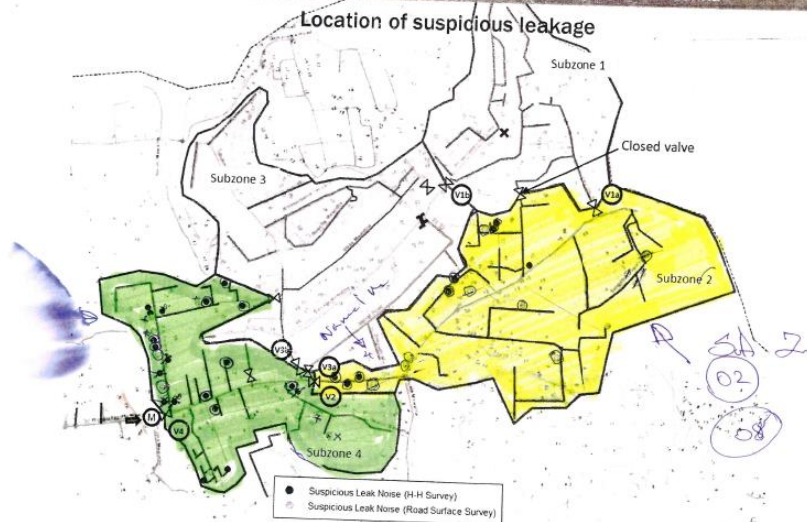 Location of suspicious leakage
Subzone 1
Closed valve
Subzone 3
V1b
V1a
Subzone 2
V3b
V3a
V2
02
08
M
V4
Subzone 4
Suspicious Leak Noise (H-H Survey)
Suspicious Leak Noise (Road Surface Survey)